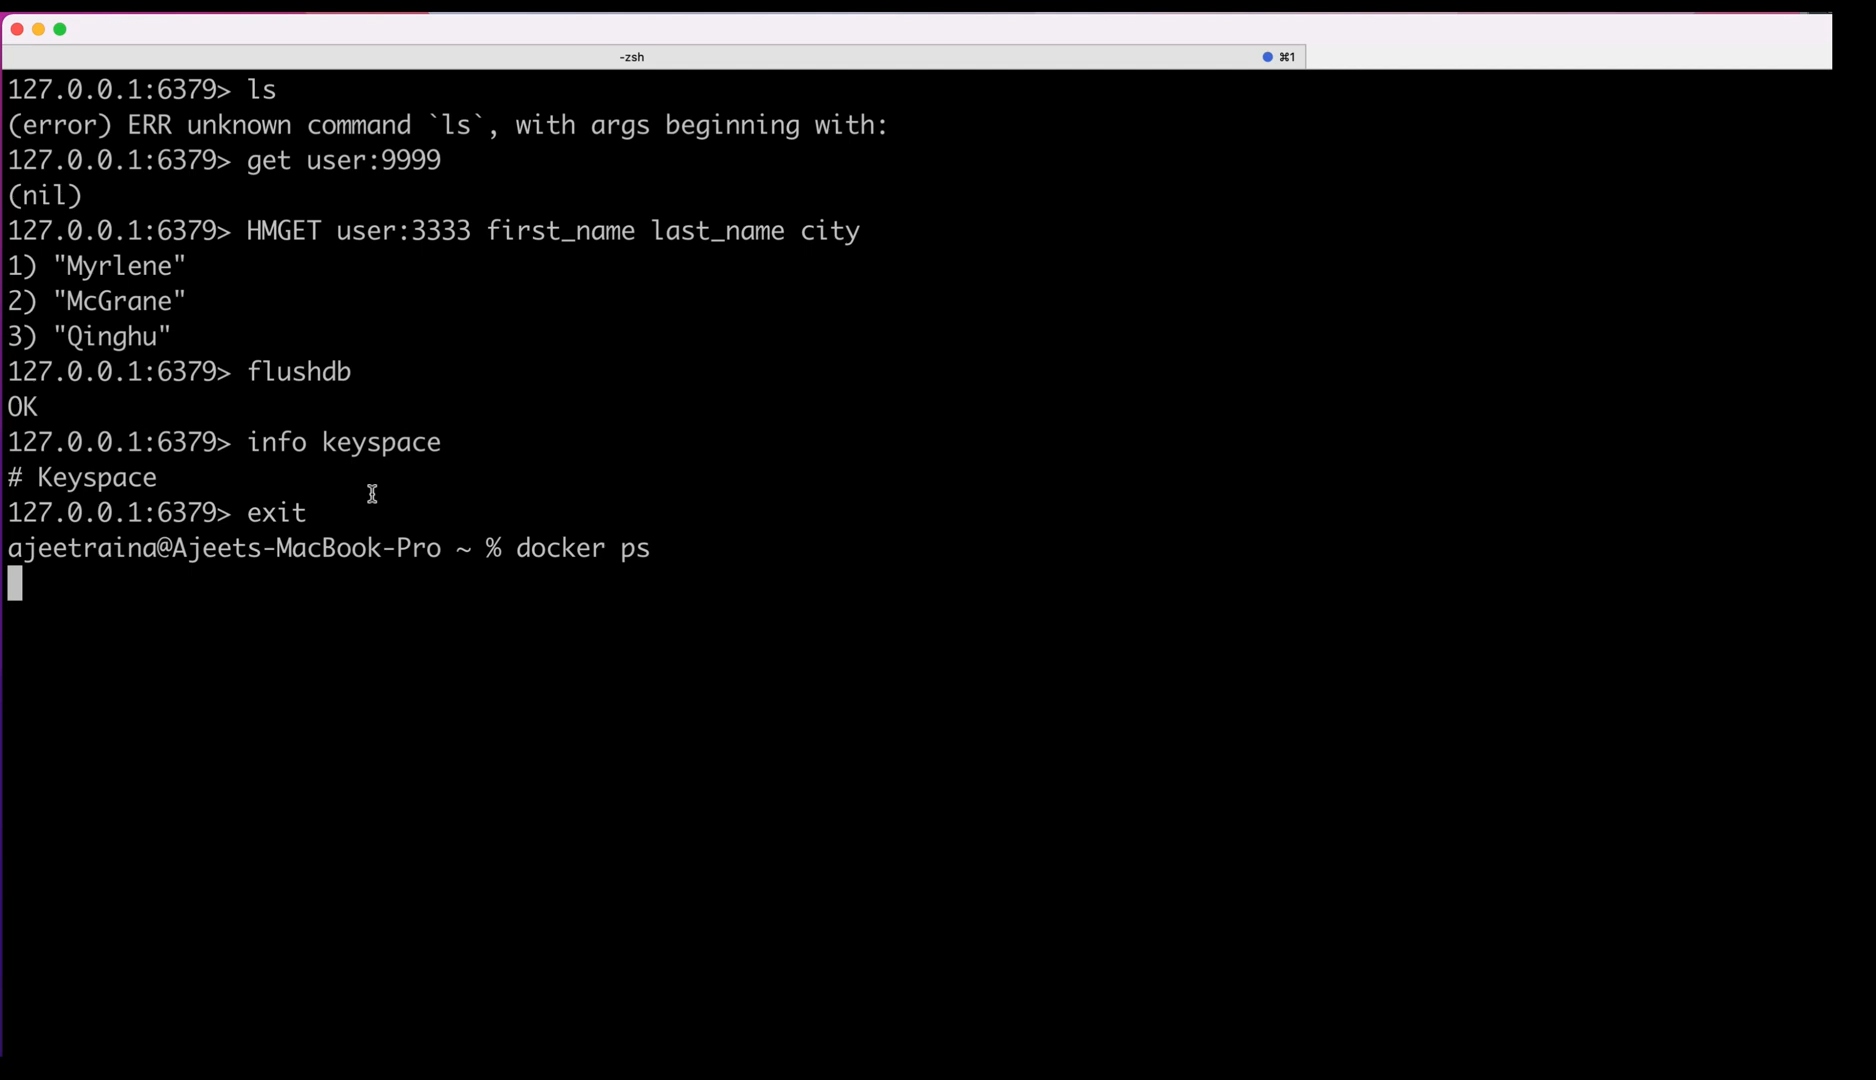 -zsh
⌘1
127.0.0.1:6379> ls
(error) ERR unknown command `ls`, with args beginning with:
127.0.0.1:6379> get user:9999
(nil)
127.0.0.1:6379> HMGET user:3333 first_name last_name city
1) "Myrlene"
2) "McGrane"
3) "Qinghu"
127.0.0.1:6379> flushdb
OK
127.0.0.1:6379> info keyspace
# Keyspace
127.0.0.1:6379> exit
ajeetraina@Ajeets-MacBook-Pro ~ % docker ps